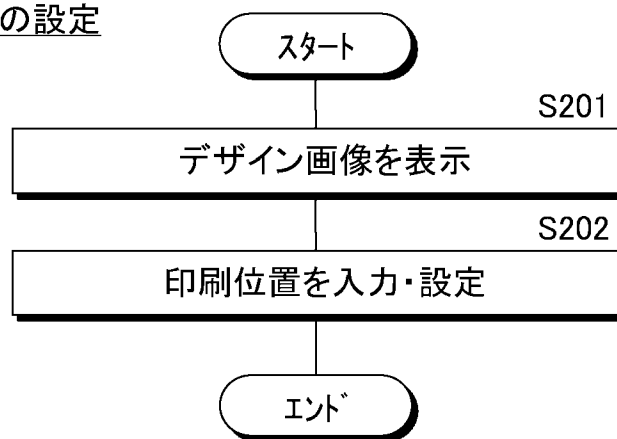 の設定
スタート
S201
デザイン画像を表示
S202
印刷位置を入力・設定
エンド